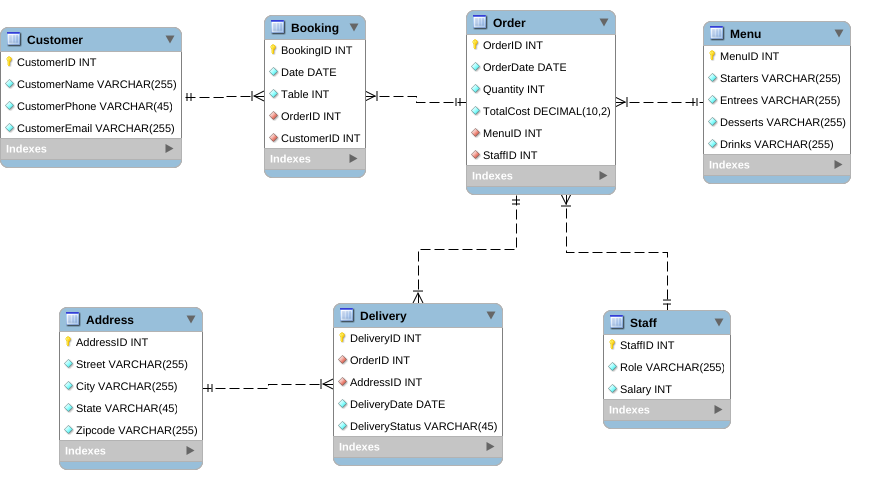 Customer
CustomerID INT
CustomerName VARCHAR(255)
CustomerPhone VARCHAR(45)
CustomerEmail VARCHAR(255)
Indexes
Booking
BookingID INT
Date DATE
Table INT
OrderID INT
CustomerID INT
Indexes
Order
OrderID INT
OrderDate DATE
Quantity INT
TotalCost DECIMAL(10,2)
MenuID INT
StaffID INT
Indexes
Menu
MenuID INT
Starters VARCHAR(255)
Entrees VARCHAR(255)
Desserts VARCHAR(255)
Drinks VARCHAR(255)
Indexes
Address
AddressID INT
Street VARCHAR(255)
City VARCHAR(255)
State VARCHAR(45)
Zipcode VARCHAR(255)
Indexes
Delivery
DeliveryID INT
OrderID INT
AddressID INT
DeliveryDate DATE
DeliveryStatus VARCHAR(45)
Indexes
Staff
StaffID INT
Role VARCHAR(255)
Salary INT
Indexes